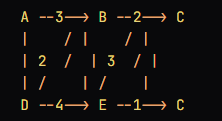 A --3--> B --2--> C
|     / |     / |
| 2  /  | 3  /  |
| /     | /     |
D --4--> E --1--> C